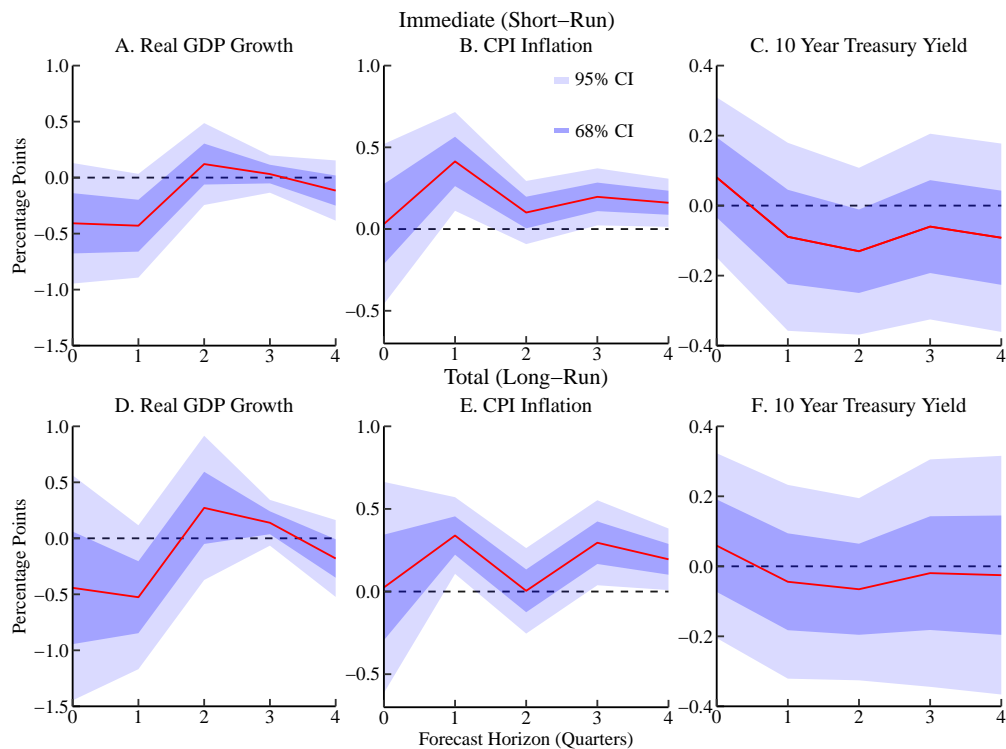 Immediate (Short−Run)
A. Real GDP Growth
B. CPI Inflation
C. 10 Year Treasury Yield
Percentage Points
1.0
0.5
0.0
−0.5
−1.0
−1.5
0 1 2 3 4
1.0
0.5
0.0
−0.5
0 1 2 3 4
95% CI
68% CI
0.4
0.2
0.0
−0.2
−0.4
0 1 2 3 4
Total (Long−Run)
D. Real GDP Growth
E. CPI Inflation
F. 10 Year Treasury Yield
Percentage Points
1.0
0.5
0.0
−0.5
−1.0
−1.5
0 1 2 3 4
1.0
0.5
0.0
−0.5
0 1 2 3 4
0.4
0.2
0.0
−0.2
−0.4
0 1 2 3 4
Forecast Horizon (Quarters)